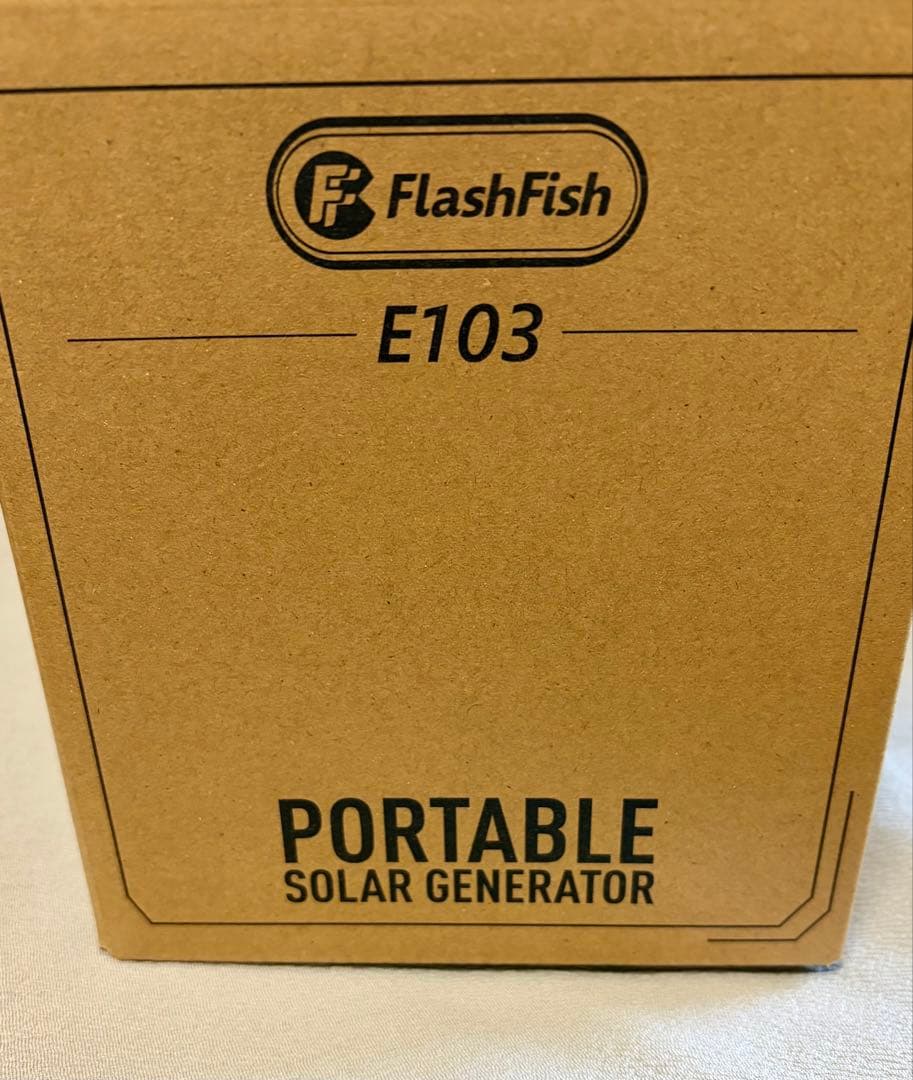 FlashFish
E103
PORTABLE
SOLAR GENERATOR